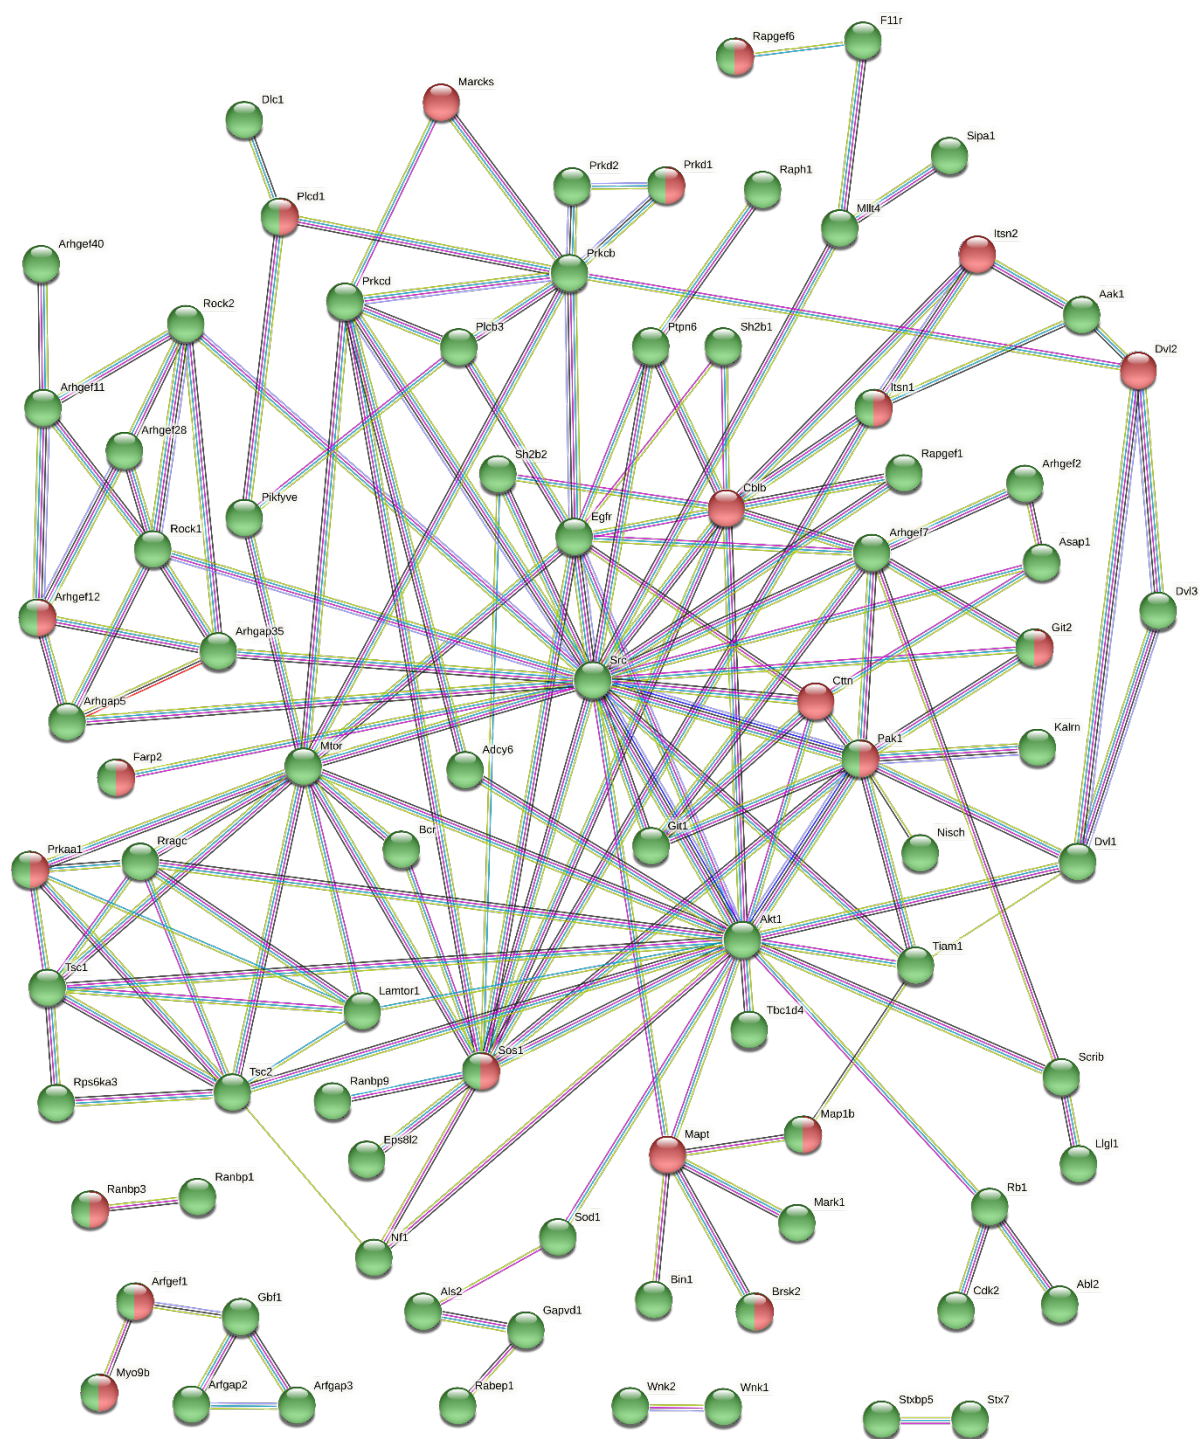 F11r
Rapgef6
Marcks
Dlc1
Sipa1
Prkd2
Prkd1
Raph1
Plcd1
Mllt4
Itsn2
Arhgef40
Prkcb
Prkcd
Rock2
Aak1
Plcb3
Ptpn6
Sh2b1
Dvl2
Itsn1
Arhgef11
Arhgef28
Sh2b2
Rapgef1
Arhgef2
Cblb
Pikfyve
Egfr
Rock1
Arhgef7
Asap1
Dvl3
Arhgef12
Arhgap35
Git2
Src
Cttn
Arhgap5
Mtor
Adcy6
Pak1
Kalrn
Farp2
Git1
Bcr
Nisch
Dvl1
Prkaa1
Rragc
Akt1
Tiam1
Tsc1
Lamtor1
Tbc1d4
Sos1
Scrib
Rps6ka3
Tsc2
Ranbp9
Map1b
Eps8l2
Mapt
Llgl1
Ranbp3
Ranbp1
Rb1
Sod1
Mark1
Nf1
Arfgef1
Gbf1
Als2
Gapvd1
Bin1
Brsk2
Cdk2
Abl2
Myo9b
Arfgap2
Arfgap3
Rabep1
Wnk2
Wnk1
Stxbp5
Stx7